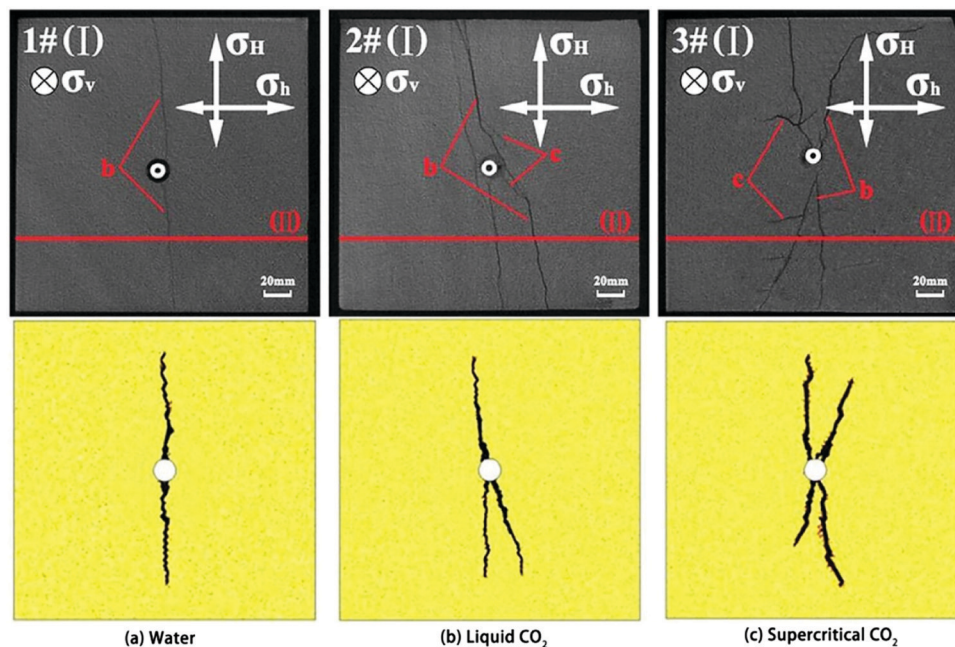 1# (I)
σH
⊗ σv
σh
b
(II)
20mm
2# (I)
σH
⊗ σv
σh
b
c
(II)
20mm
3# (I)
σH
⊗ σv
σh
c
b
(II)
20mm
(a) Water
(b) Liquid CO₂
(c) Supercritical CO₂